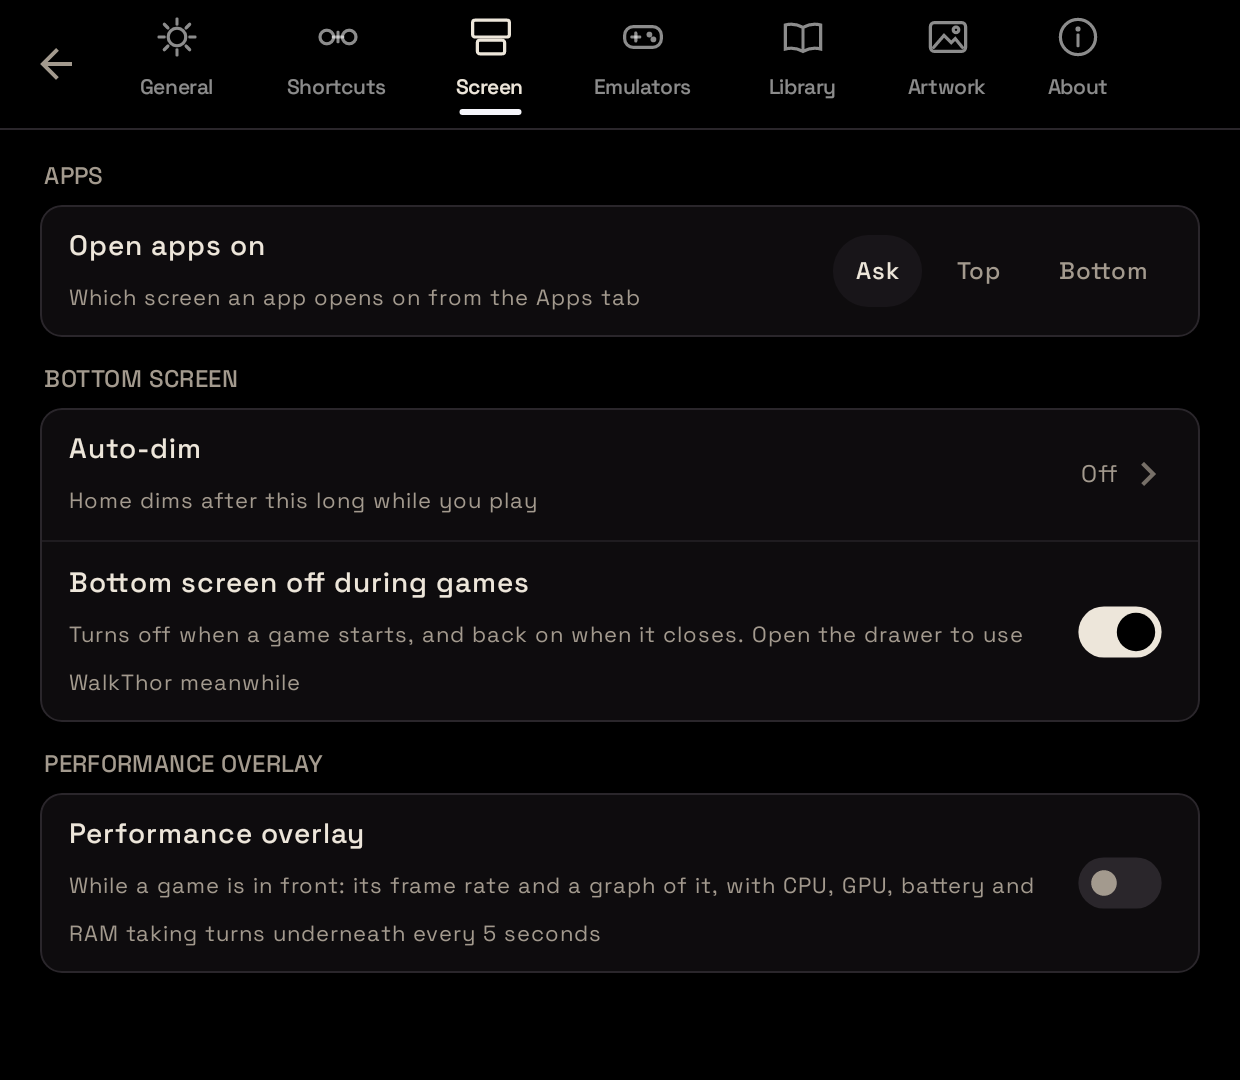 General
Shortcuts
Screen
Emulators
Library
Artwork
About
APPS
Open apps on
Which screen an app opens on from the Apps tab
Ask
Top
Bottom
BOTTOM SCREEN
Auto-dim
Home dims after this long while you play
Off
Bottom screen off during games
Turns off when a game starts, and back on when it closes. Open the drawer to use
WalkThor meanwhile
PERFORMANCE OVERLAY
Performance overlay
While a game is in front: its frame rate and a graph of it, with CPU, GPU, battery and
RAM taking turns underneath every 5 seconds